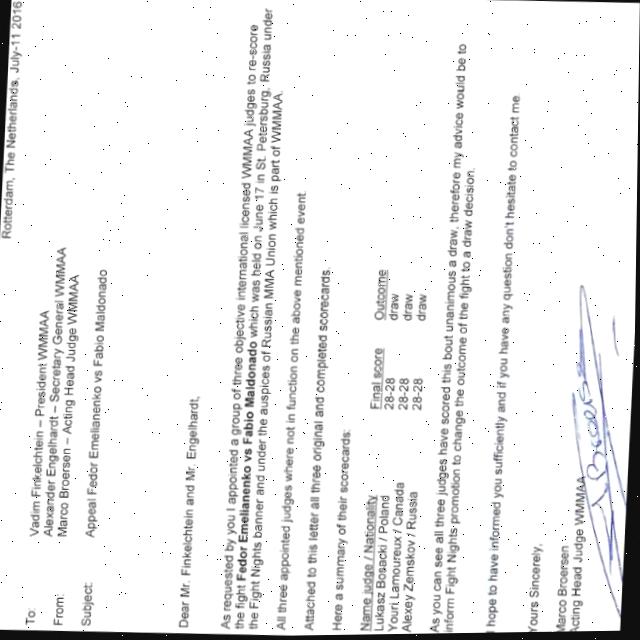 Rotterdam, The Netherlands, July-11 2016
To: Vadim Finkelchtein – President WMMAA
Alexander Engelhardt – Secretary General WMMAA
From: Marco Broersen – Acting Head Judge WMMAA
Subject: Appeal Fedor Emelianenko vs Fabio Maldonado
Dear Mr. Finkelchtein and Mr. Engelhardt,
As requested by you I appointed a group of three objective international licensed WMMAA judges to re-score
the fight Fedor Emelianenko vs Fabio Maldonado which was held on June 17 in St. Petersburg, Russia under
the Fight Nights banner and under the auspices of Russian MMA Union which is part of WMMAA.
All three appointed judges where not in function on the above mentioned event.
Attached to this letter all three original and completed scorecards.
Here a summary of their scorecards:
Name judge / Nationality Final score Outcome
Lukasz Bosacki / Poland 28-28 draw
Youri Lamoureux / Canada 28-28 draw
Alexey Zemskov / Russia 28-28 draw
As you can see all three judges have scored this bout unanimous a draw, therefore my advice would be to
inform Fight Nights promotion to change the outcome of the fight to a draw decision.
I hope to have informed you sufficiently and if you have any question don't hesitate to contact me.
Yours Sincerely,
Marco Broersen
Acting Head Judge WMMAA